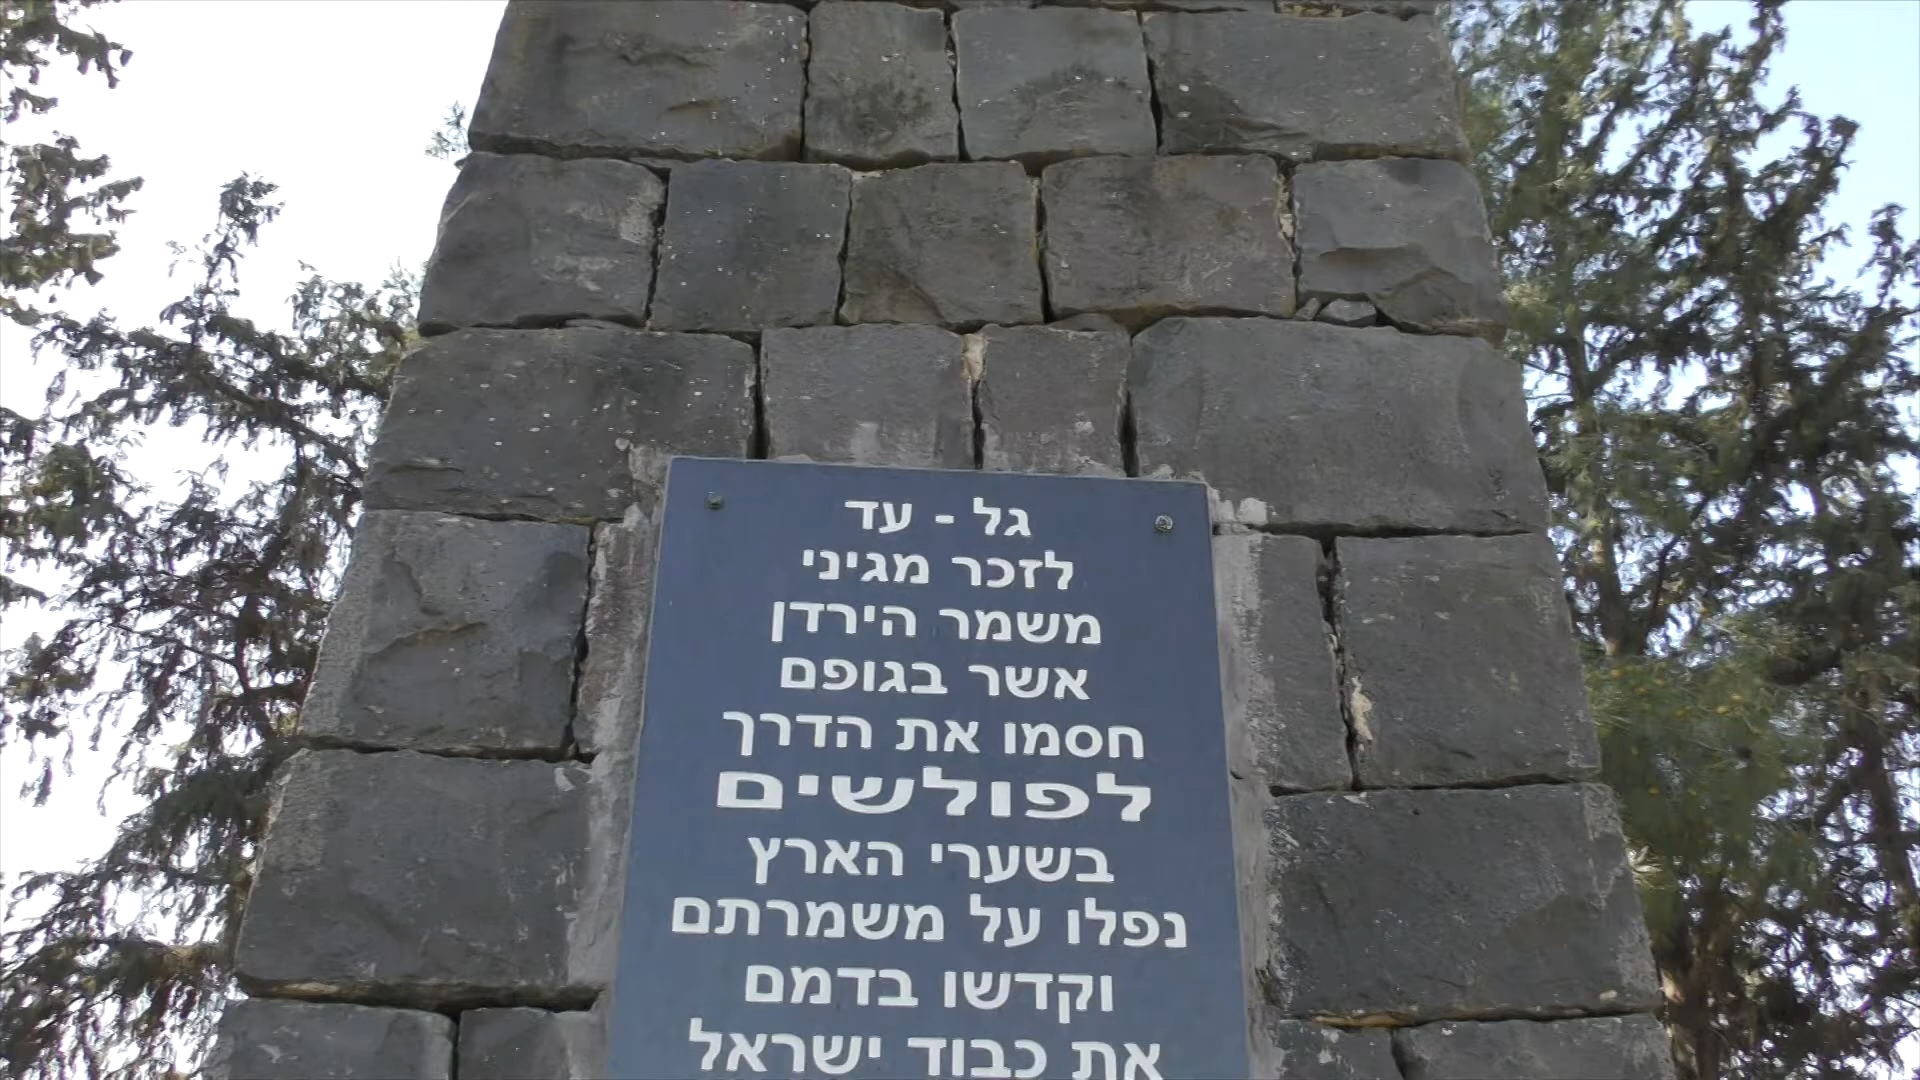 גל - עד
לזכר מגיני
משמר הירדן
אשר בגופם
חסמו את הדרך
לפולשים
בשערי הארץ
נפלו על משמרתם
וקדשו בדמם
את כבוד ישראל